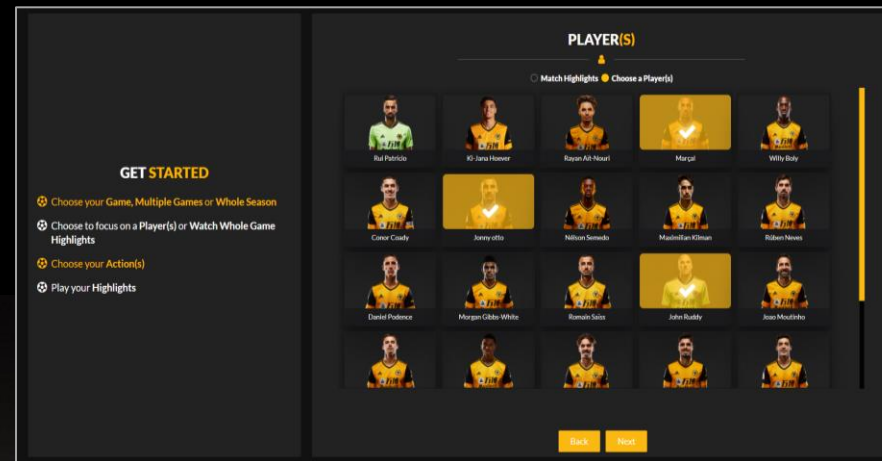 GET STARTED
Choose your Game, Multiple Games or Whole Season
Choose to focus on a Player(s) or Watch Whole Game
Highlights
Choose your Action(s)
Play your Highlights
PLAYER(S)
Match Highlights Choose a Player(s)
Rui Patrício Ki-Jana Hoever Rayan Ait-Nouri Marçal Willy Boly
Conor Coady Jonny otto Nélson Semedo Maximilian Kilman Rúben Neves
Daniel Podence Morgan Gibbs-White Romain Saïss John Ruddy Joao Moutinho
Back Next